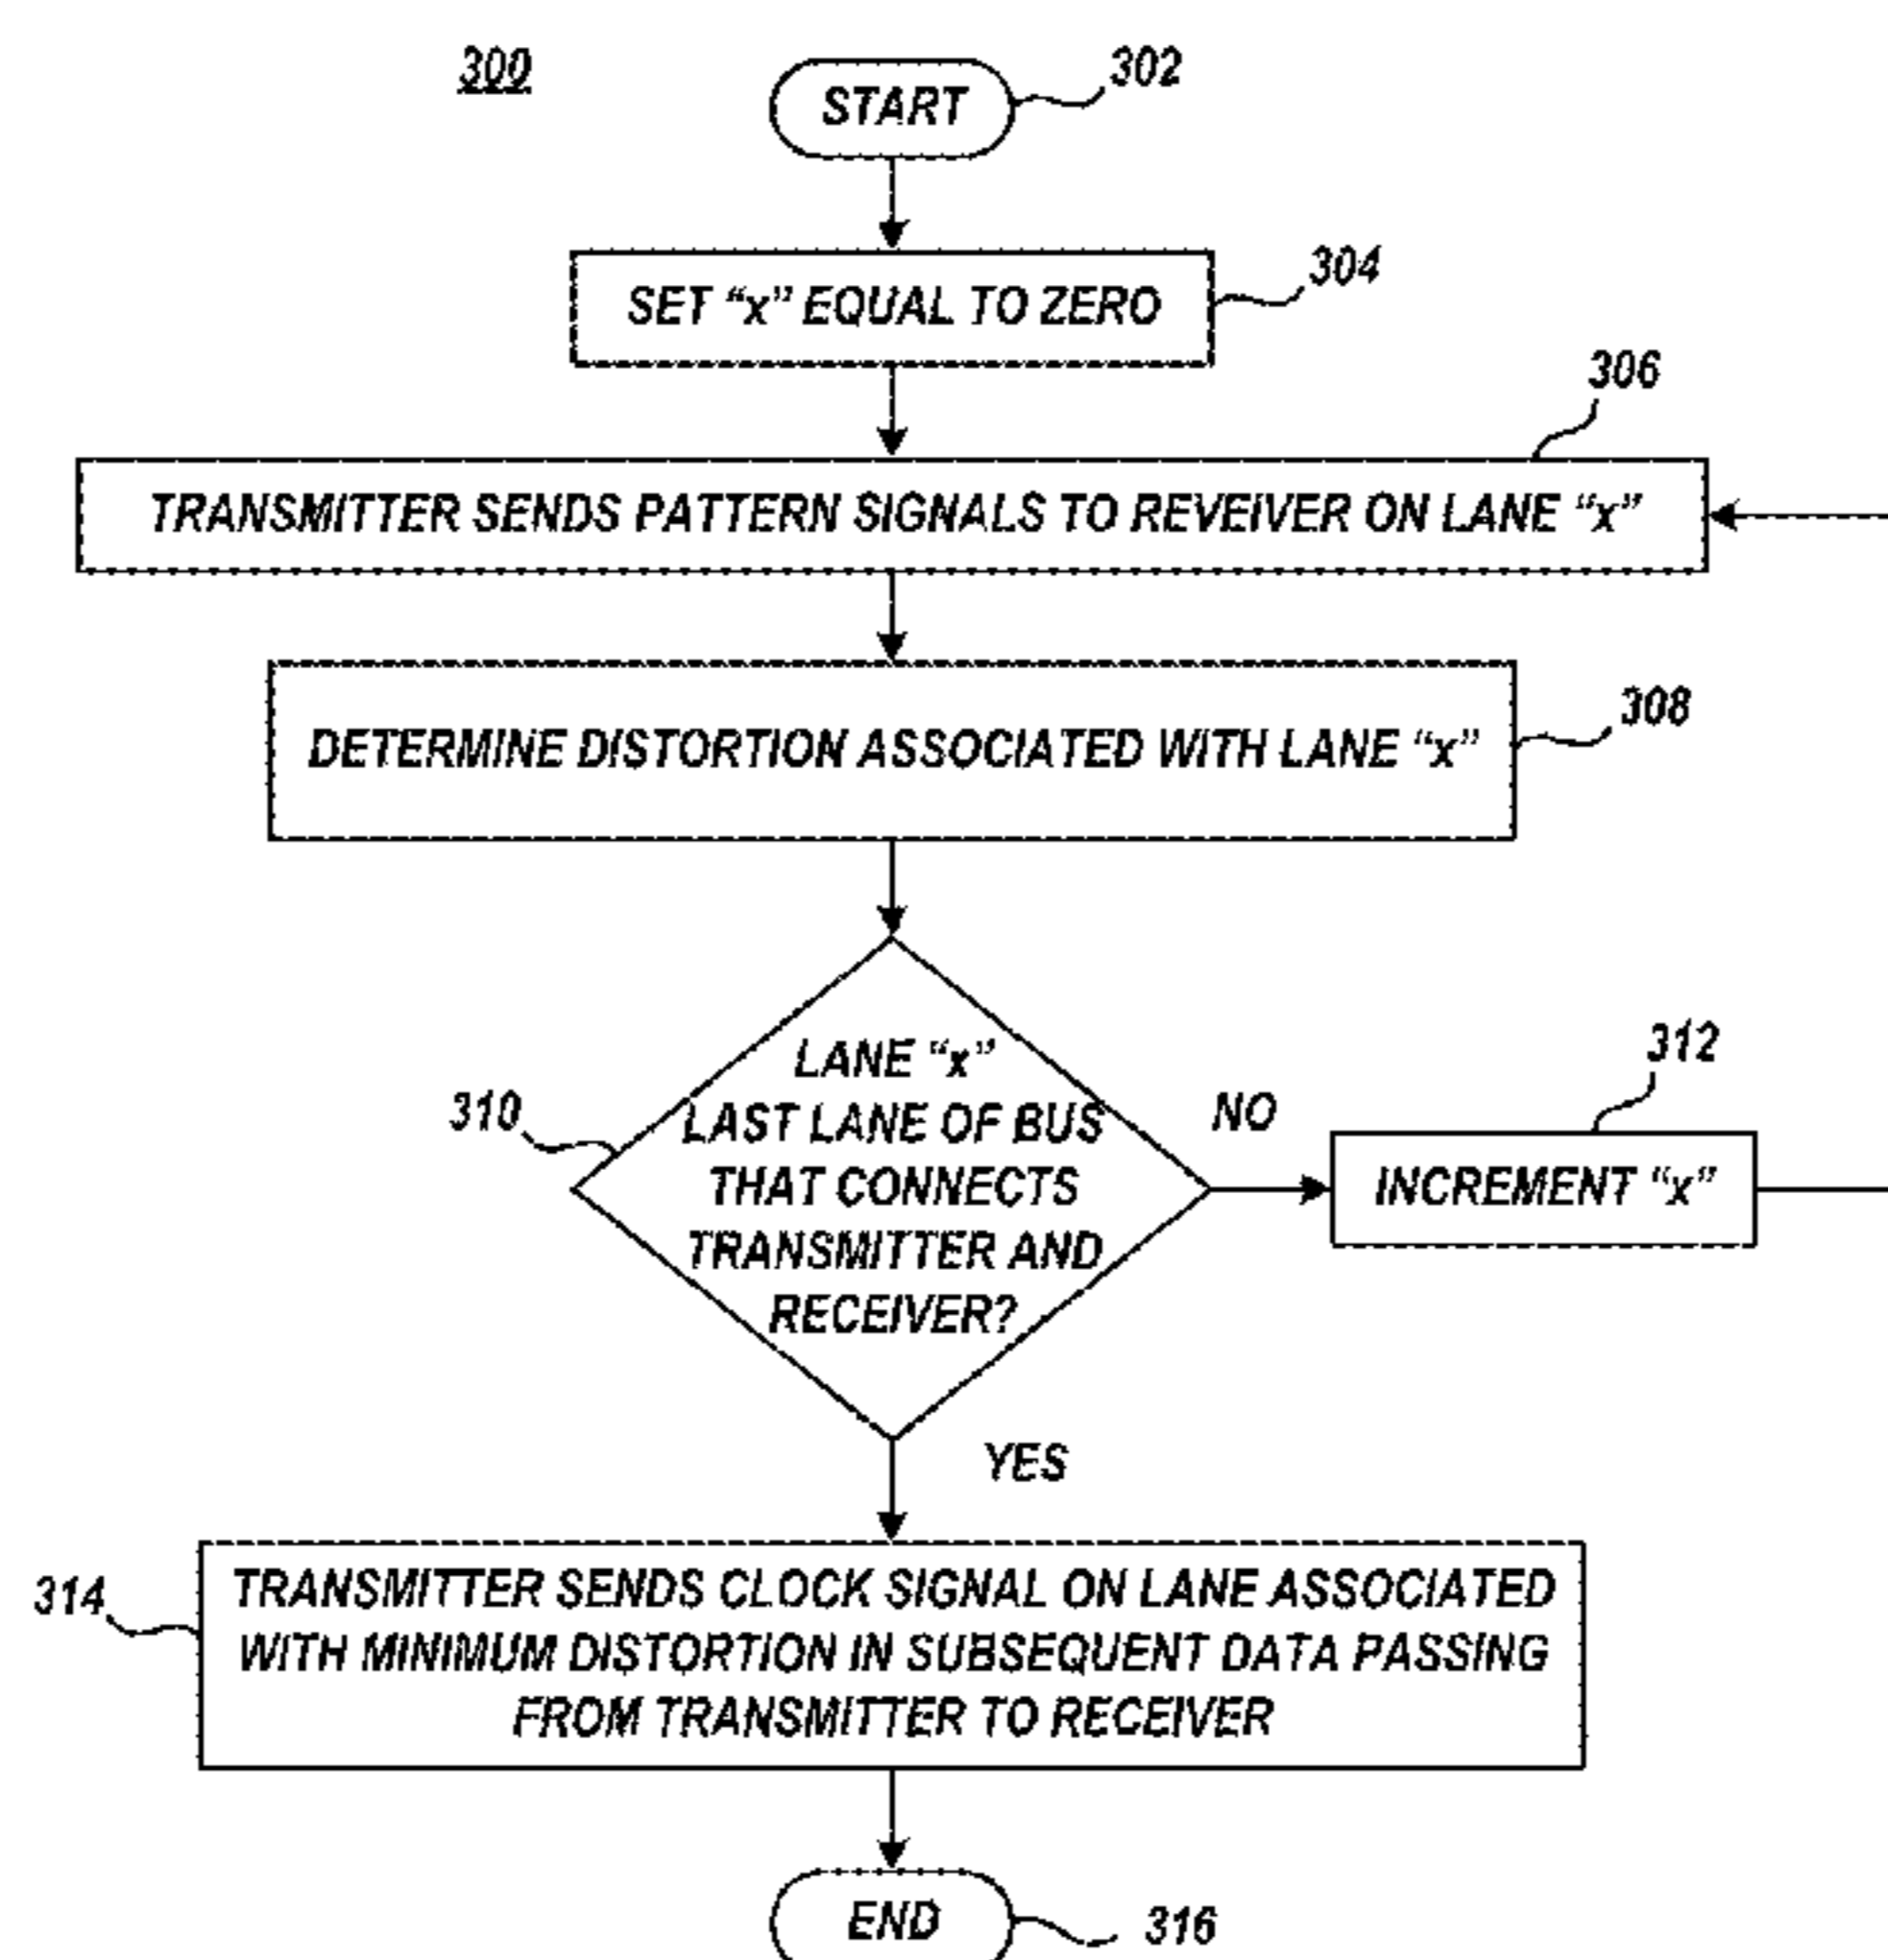 300
START
302
SET “x” EQUAL TO ZERO
304
306
TRANSMITTER SENDS PATTERN SIGNALS TO REVEIVER ON LANE “x”
DETERMINE DISTORTION ASSOCIATED WITH LANE “x”
308
310
LANE “x”
LAST LANE OF BUS
THAT CONNECTS
TRANSMITTER AND
RECEIVER?
NO
312
INCREMENT “x”
YES
314
TRANSMITTER SENDS CLOCK SIGNAL ON LANE ASSOCIATED
WITH MINIMUM DISTORTION IN SUBSEQUENT DATA PASSING
FROM TRANSMITTER TO RECEIVER
END
316